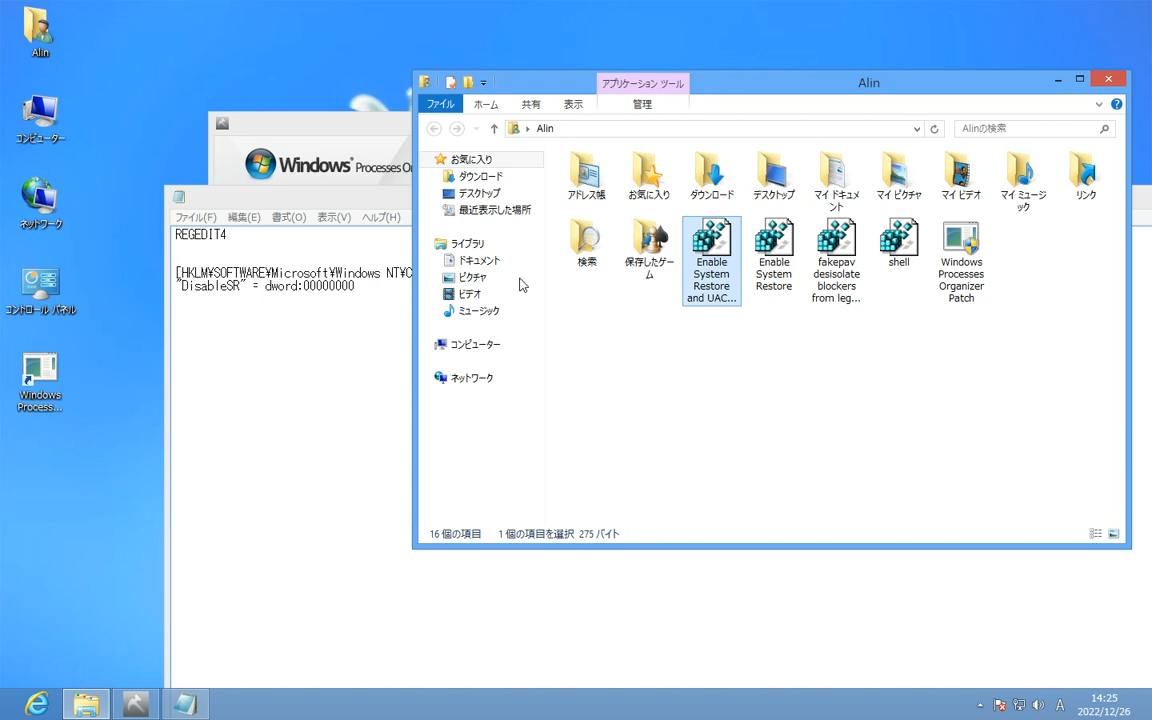 Alin
コンピューター
ネットワーク
コントロール パネル
Windows
Process...
Windows® Processes Or
ファイル(F) 編集(E) 書式(O) 表示(V) ヘルプ(H)
REGEDIT4
[HKLM¥SOFTWARE¥Microsoft¥Windows NT¥C
"DisableSR" = dword:00000000
アプリケーション ツール
Alin
ファイル ホーム 共有 表示 管理
Alin
Alinの検索
お気に入り
ダウンロード
デスクトップ
最近表示した場所
ライブラリ
ドキュメント
ピクチャ
ビデオ
ミュージック
コンピューター
ネットワーク
アドレス帳
お気に入り
ダウンロード
デスクトップ
マイ ドキュメ
ント
マイ ピクチャ
マイ ビデオ
マイ ミュージ
ック
リンク
検索
保存したゲー
ム
Enable
System
Restore
and UAC...
Enable
System
Restore
fakepav
desisolate
blockers
from leg...
shell
Windows
Processes
Organizer
Patch
16 個の項目 1 個の項目を選択 275 バイト
A
14:25
2022/12/26